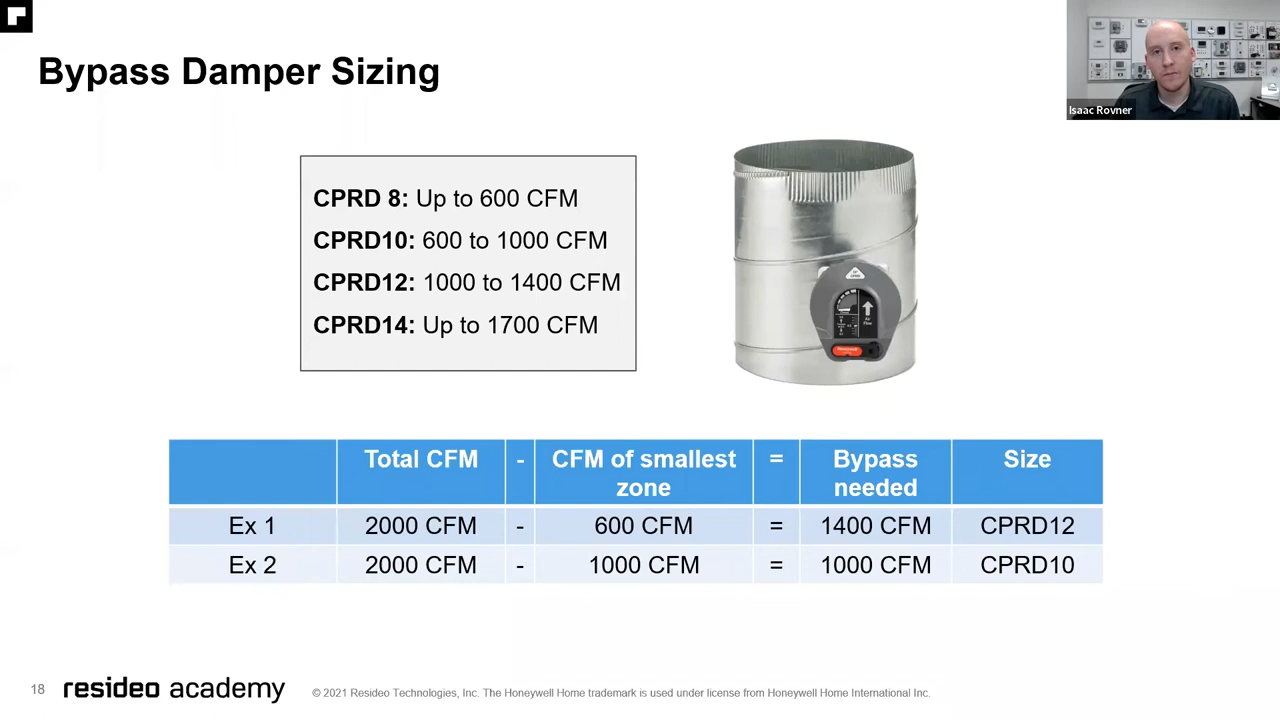 Bypass Damper Sizing
Isaac Rovner
CPRD 8: Up to 600 CFM
CPRD10: 600 to 1000 CFM
CPRD12: 1000 to 1400 CFM
CPRD14: Up to 1700 CFM
Total CFM - CFM of smallest zone = Bypass needed Size
Ex 1 2000 CFM - 600 CFM = 1400 CFM CPRD12
Ex 2 2000 CFM - 1000 CFM = 1000 CFM CPRD10
18 resideo academy © 2021 Resideo Technologies, Inc. The Honeywell Home trademark is used under license from Honeywell Home International Inc.